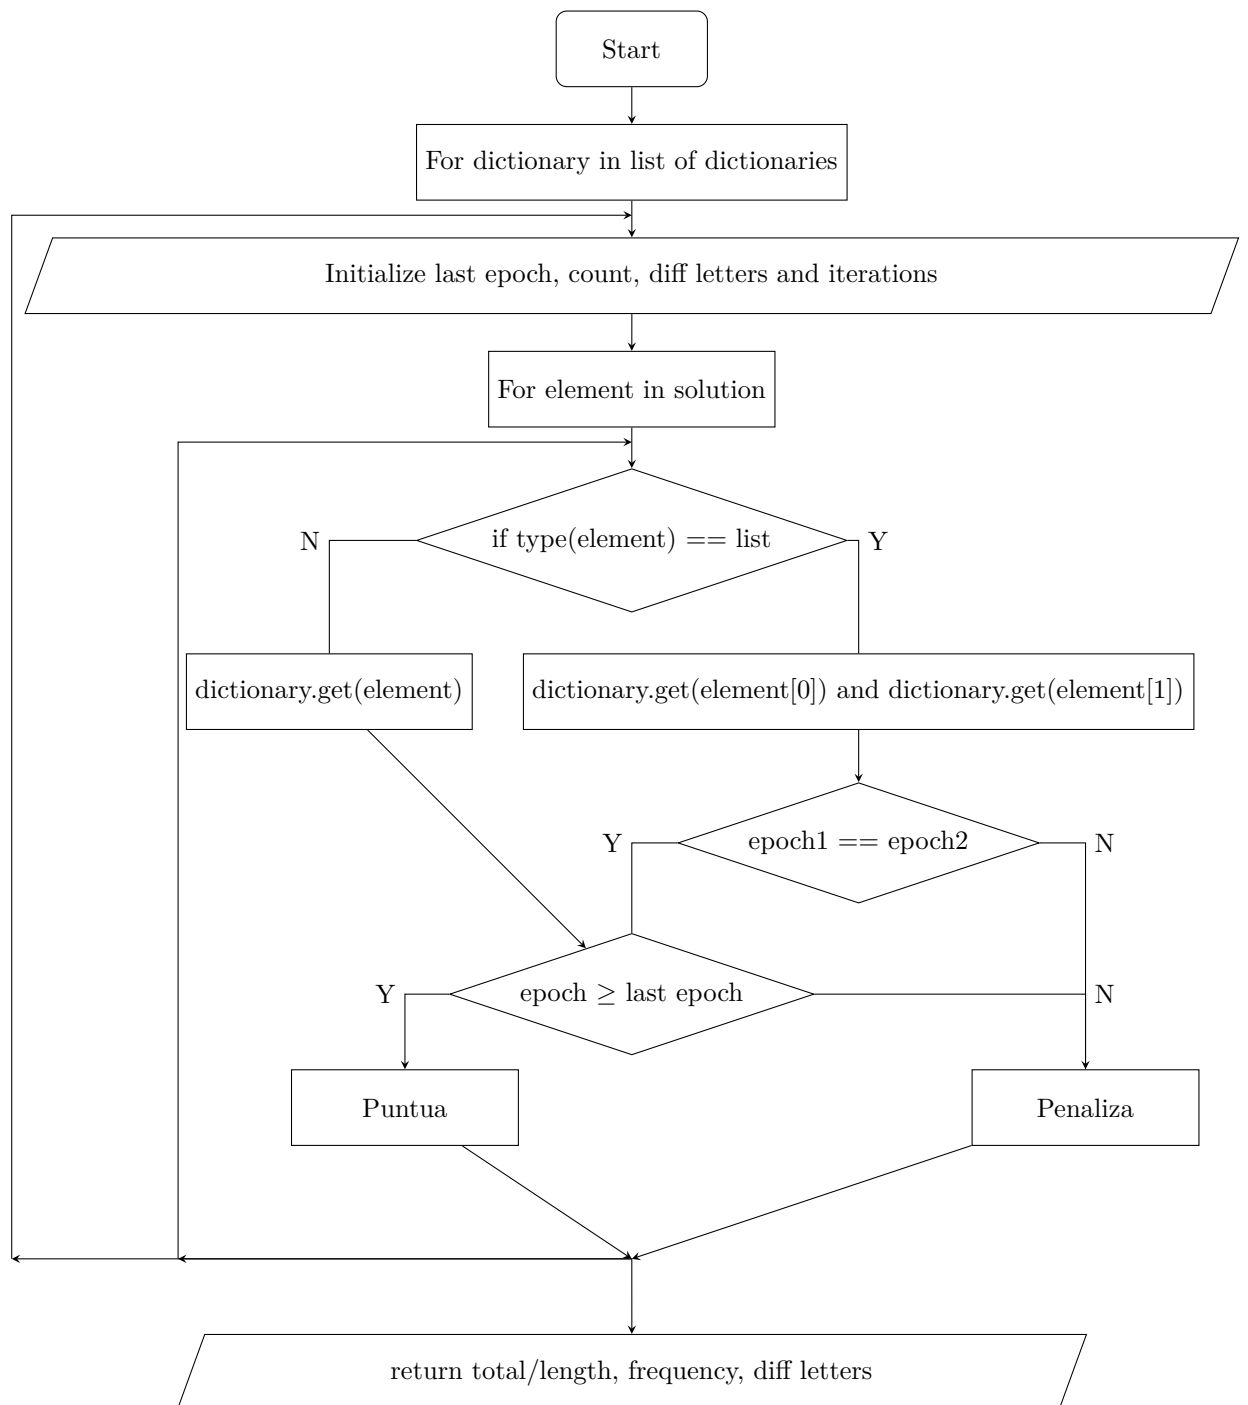 Start
For dictionary in list of dictionaries
Initialize last epoch, count, diff letters and iterations
For element in solution
N
if type(element) == list
Y
dictionary.get(element)
dictionary.get(element[0]) and dictionary.get(element[1])
Y
epoch1 == epoch2
N
Y
epoch ≥ last epoch
N
Puntua
Penaliza
return total/length, frequency, diff letters